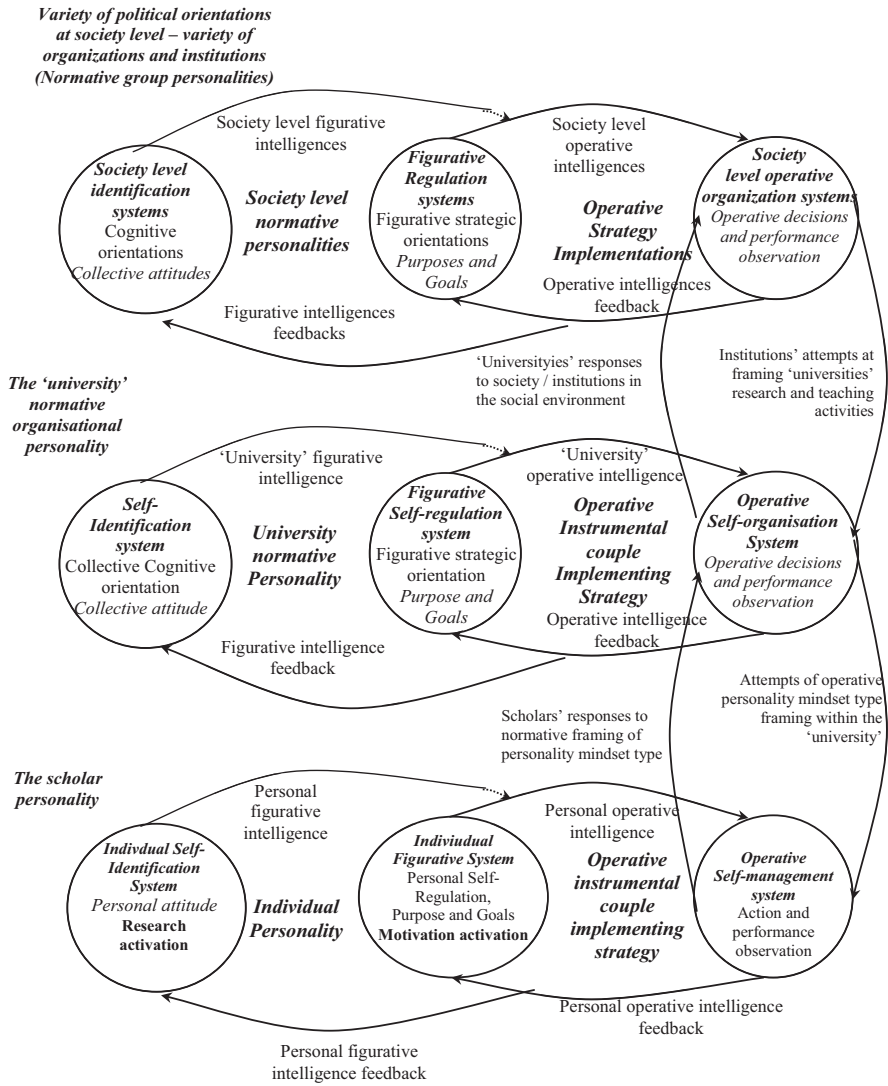 Variety of political orientations
at society level – variety of
organizations and institutions
(Normative group personalities)
Society level figurative
intelligences
Society level
operative
intelligences
Society level
identification
systems
Cognitive
orientations
Collective attitudes
Society level
normative
personalities
Figurative
Regulation
systems
Figurative strategic
orientations
Purposes and
Goals
Operative
Strategy
Implementations
Society
level operative
organization systems
Operative decisions
and performance
observation
Figurative intelligences
feedbacks
Operative intelligences
feedback
'Universityies' responses
to society / institutions in
the social environment
Institutions' attempts at
framing 'universities'
research and teaching
activities
The 'university'
normative
organisational
personality
'University' figurative
intelligence
'University'
operative intelligence
Self-
Identification
system
Collective Cognitive
orientation
Collective attitude
University
normative
Personality
Figurative
Self-regulation
system
Figurative strategic
orientation
Purpose and
Goals
Operative
Instrumental
couple
Implementing
Strategy
Operative
Self-organisation
System
Operative decisions
and performance
observation
Figurative intelligence
feedback
Operative intelligence
feedback
Scholars' responses to
normative framing of
personality mindset type
Attempts of operative
personality mindset type
framing within the
'university'
The scholar
personality
Personal
figurative
intelligence
Personal operative
intelligence
Indivdual Self-
Identification
System
Personal attitude
Research
activation
Individual
Personality
Indiviudual
Figurative System
Personal Self-
Regulation,
Purpose and Goals
Motivation activation
Operative
instrumental
couple
implementing
strategy
Operative
Self-management
system
Action and
performance
observation
Personal figurative
intelligence feedback
Personal operative intelligence
feedback